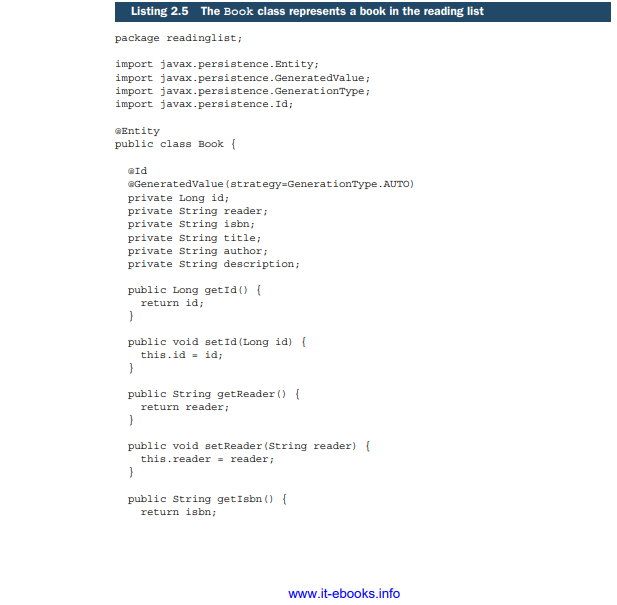 Listing 2.5 The Book class represents a book in the reading list
package readinglist;
import javax.persistence.Entity;
import javax.persistence.GeneratedValue;
import javax.persistence.GenerationType;
import javax.persistence.Id;
@Entity
public class Book {
@Id
@GeneratedValue(strategy=GenerationType.AUTO)
private Long id;
private String reader;
private String isbn;
private String title;
private String author;
private String description;
public Long getId() {
return id;
}
public void setId(Long id) {
this.id = id;
}
public String getReader() {
return reader;
}
public void setReader(String reader) {
this.reader = reader;
}
public String getIsbn() {
return isbn;
www.it-ebooks.info